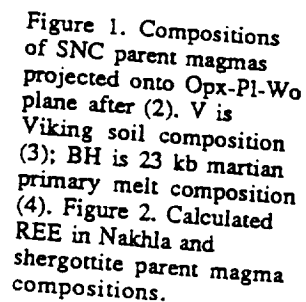 Figure 1. Compositions
of SNC parent magmas
projected onto Opx-Pl-Wo
plane after (2). V is
Viking soil composition
(3); BH is 23 kb martian
primary melt composition
(4). Figure 2. Calculated
REE in Nakhla and
shergottite parent magma
compositions.